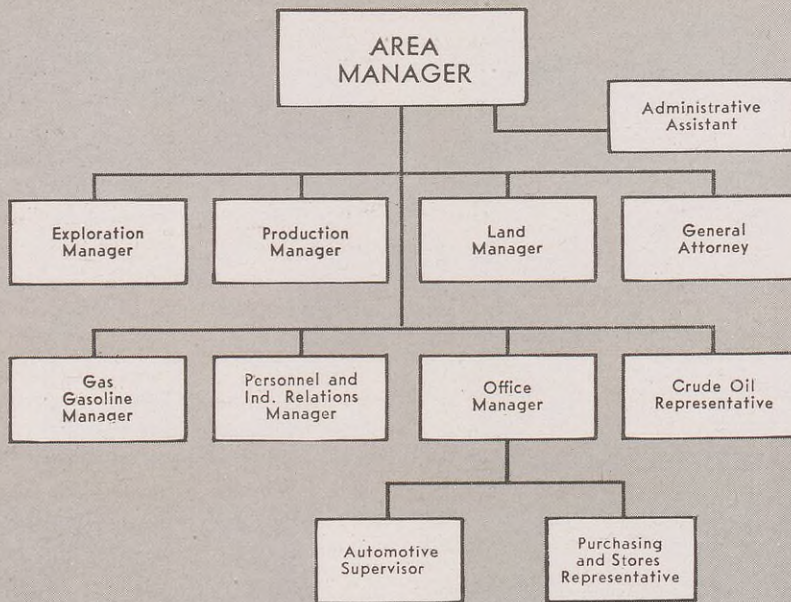 AREA
MANAGER
Administrative
Assistant
Exploration
Manager
Production
Manager
Land
Manager
General
Attorney
Gas
Gasoline
Manager
Personnel and
Ind. Relations
Manager
Office
Manager
Crude Oil
Representative
Automotive
Supervisor
Purchasing
and Stores
Representative